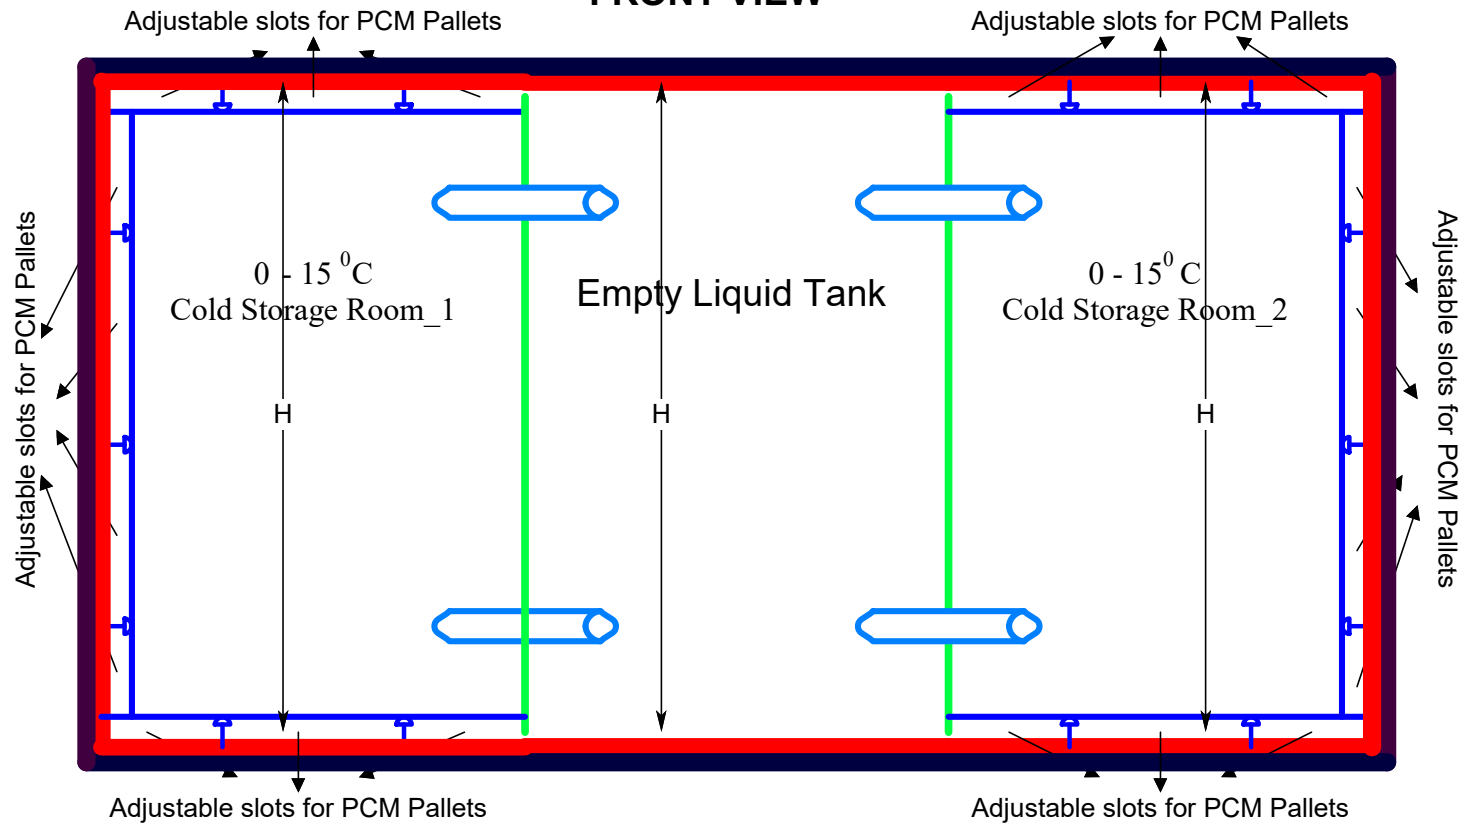 FRONT VIEW
Adjustable slots for PCM Pallets
Adjustable slots for PCM Pallets
Adjustable slots for PCM Pallets
0 - 15 ⁰C
Cold Storage Room_1
Empty Liquid Tank
0 - 15⁰ C
Cold Storage Room_2
Adjustable slots for PCM Pallets
H
H
H
Adjustable slots for PCM Pallets
Adjustable slots for PCM Pallets